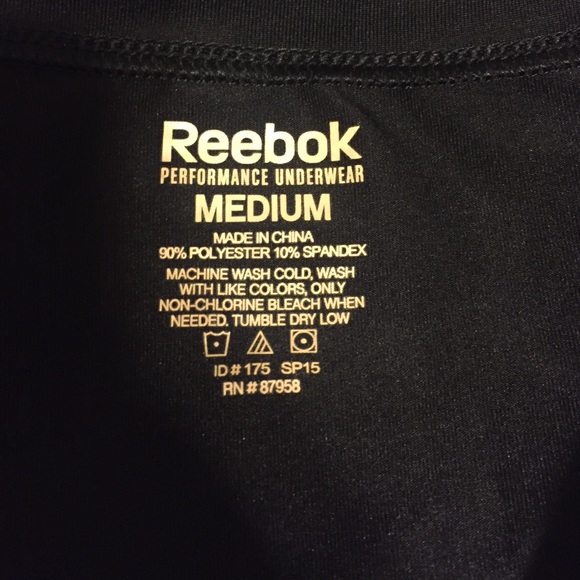 Reebok
PERFORMANCE UNDERWEAR
MEDIUM
MADE IN CHINA
90% POLYESTER 10% SPANDEX
MACHINE WASH COLD, WASH
WITH LIKE COLORS, ONLY
NON-CHLORINE BLEACH WHEN
NEEDED. TUMBLE DRY LOW
ID # 175 SP15
RN # 87958